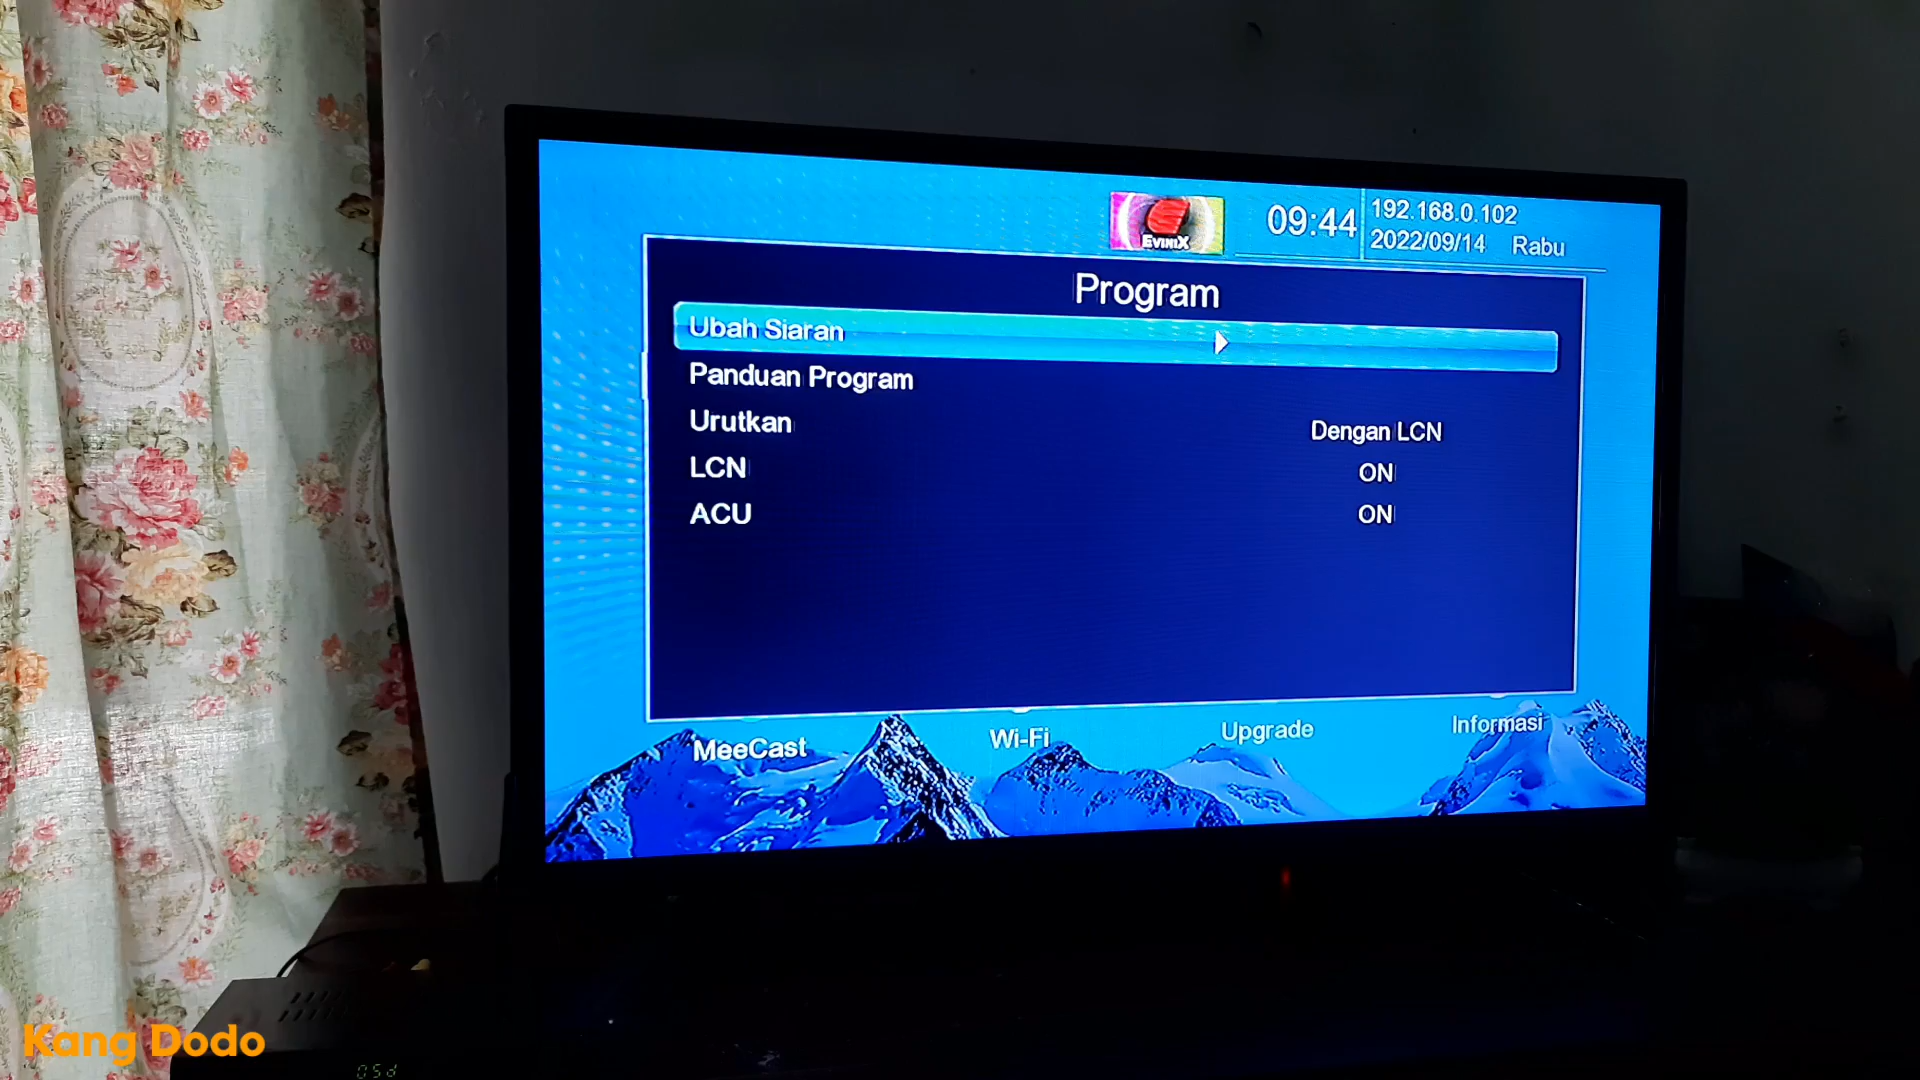 EVINIX
09:44
192.168.0.102
2022/09/14 Rabu
Program
Ubah Siaran
Panduan Program
Urutkan Dengan LCN
LCN ON
ACU ON
MeeCast Wi-Fi Upgrade Informasi
Kang Dodo
OSd